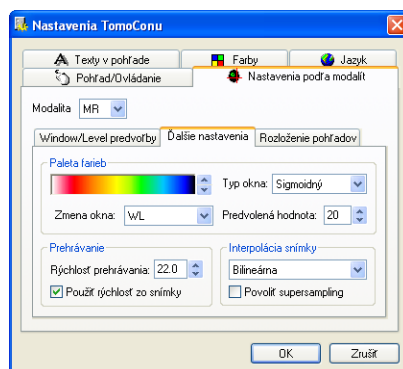 Nastavenia TomoConu
Texty v pohľade
Farby
Jazyk
Pohľad/Ovládanie
Nastavenia podľa modalít
Modalita MR
Window/Level predvoľby
Ďalšie nastavenia
Rozloženie pohľadov
Paleta farieb
Typ okna: Sigmoidný
Zmena okna: WL
Predvolená hodnota: 20
Prehrávanie
Rýchlosť prehrávania: 22.0
Použiť rýchlosť zo snímky
Interpolácia snímky
Bilineárna
Povoliť supersampling
OK
Zrušiť